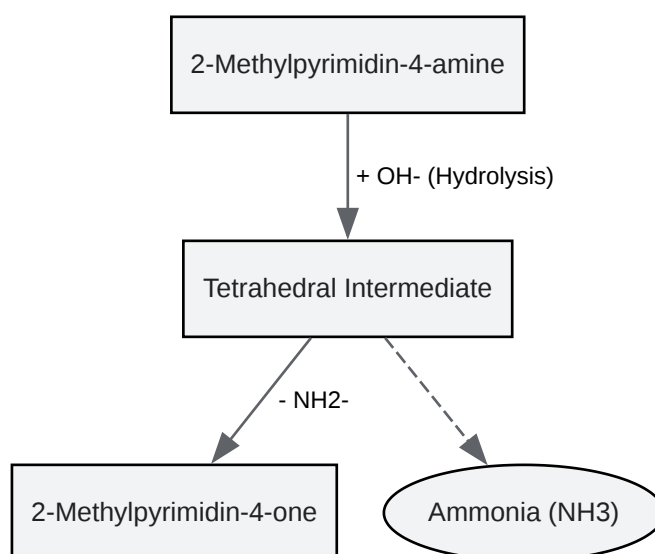 2-Methylpyrimidin-4-amine
+ OH- (Hydrolysis)
Tetrahedral Intermediate
- NH2-
2-Methylpyrimidin-4-one
Ammonia (NH3)